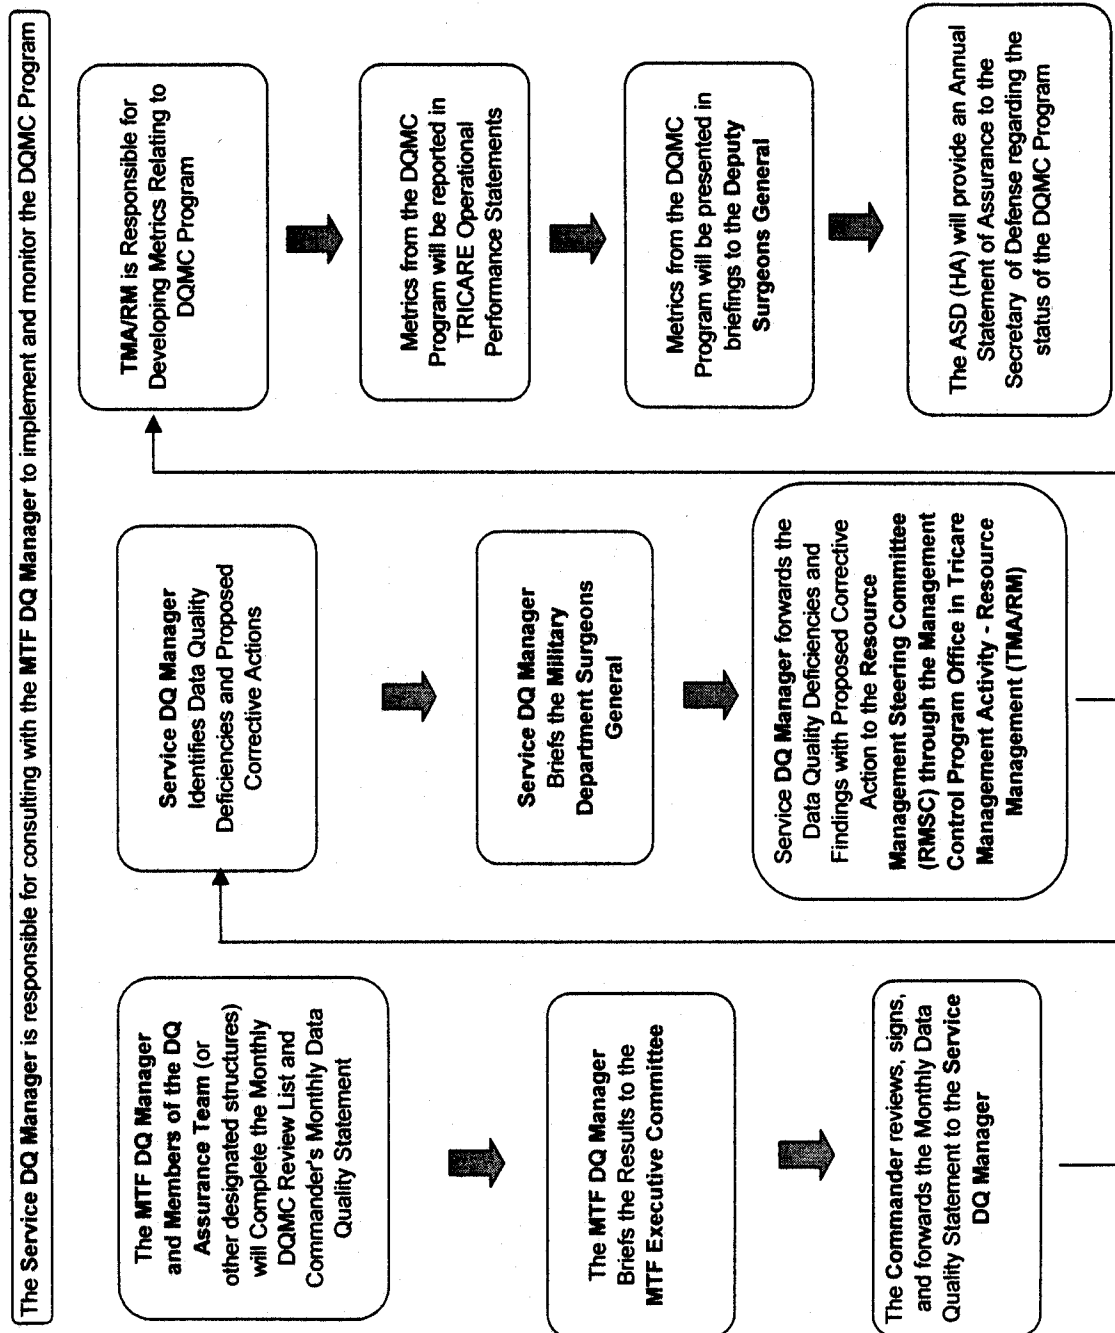 The Service DQ Manager is responsible for consulting with the MTF DQ Manager to implement and monitor the DQMC Program
The MTF DQ Manager
and Members of the DQ
Assurance Team (or
other designated structures)
will Complete the Monthly
DQMC Review List and
Commander's Monthly Data
Quality Statement
The MTF DQ Manager
Briefs the Results to the
MTF Executive Committee
The Commander reviews, signs,
and forwards the Monthly Data
Quality Statement to the Service
DQ Manager
Service DQ Manager
Identifies Data Quality
Deficiencies and Proposed
Corrective Actions
Service DQ Manager
Briefs the Military
Department Surgeons
General
Service DQ Manager forwards the
Data Quality Deficiencies and
Findings with Proposed Corrective
Action to the Resource
Management Steering Committee
(RMSC) through the Management
Control Program Office in Tricare
Management Activity - Resource
Management (TMA/RM)
TMA/RM is Responsible for
Developing Metrics Relating to
DQMC Program
Metrics from the DQMC
Program will be reported in
TRICARE Operational
Performance Statements
Metrics from the DQMC
Program will be presented in
briefings to the Deputy
Surgeons General
The ASD (HA) will provide an Annual
Statement of Assurance to the
Secretary of Defense regarding the
status of the DQMC Program